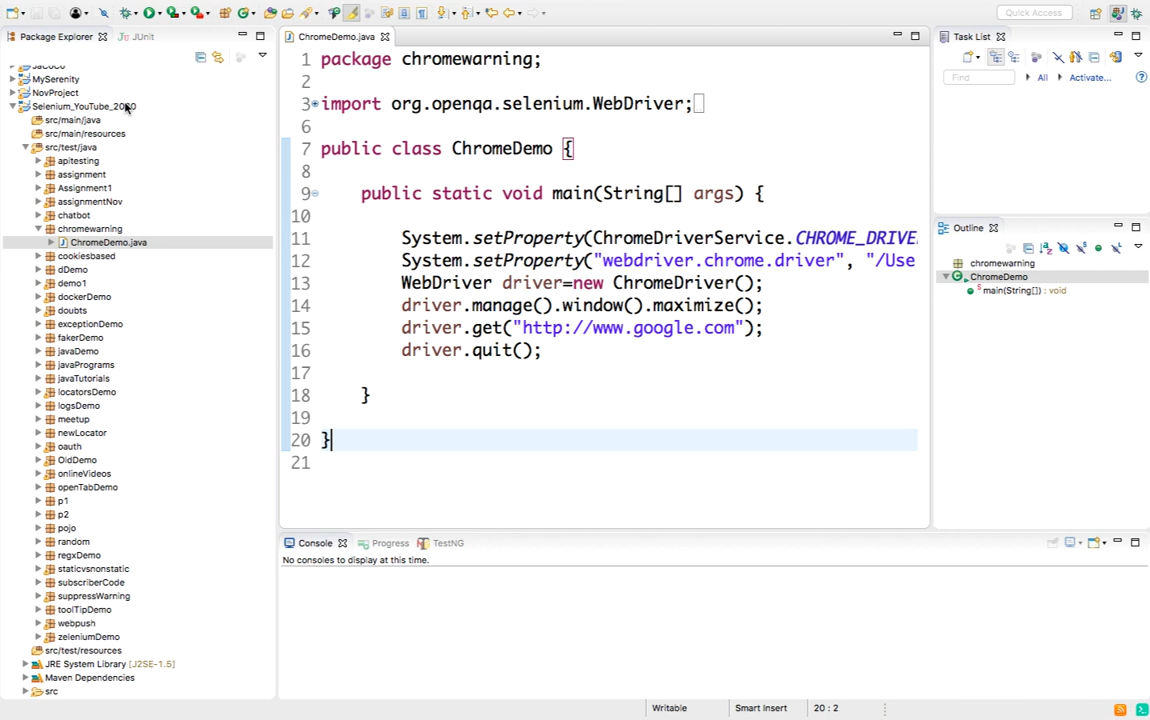 Quick Access
Package Explorer
JUnit
JaCoCo
MySerenity
NovProject
Selenium_YouTube_2020
src/main/java
src/main/resources
src/test/java
apitesting
assignment
Assignment1
assignmentNov
chatbot
chromewarning
ChromeDemo.java
cookiesbased
dDemo
demo1
dockerDemo
doubts
exceptionDemo
fakerDemo
javaDemo
javaPrograms
javaTutorials
locatorsDemo
logsDemo
meetup
newLocator
oauth
OldDemo
onlineVideos
openTabDemo
p1
p2
pojo
random
regxDemo
staticvsnonstatic
subscriberCode
suppressWarning
toolTipDemo
webpush
zeleniumDemo
src/test/resources
JRE System Library [J2SE-1.5]
Maven Dependencies
src
ChromeDemo.java
1 package chromewarning;
2
3 import org.openqa.selenium.WebDriver;
6
7 public class ChromeDemo {
8
9 public static void main(String[] args) {
10
11 System.setProperty(ChromeDriverService.CHROME_DRIVE
12 System.setProperty("webdriver.chrome.driver", "/Use
13 WebDriver driver=new ChromeDriver();
14 driver.manage().window().maximize();
15 driver.get("http://www.google.com");
16 driver.quit();
17
18 }
19
20 }
21
Task List
Find
All
Activate...
Outline
chromewarning
ChromeDemo
main(String[]) : void
Console
Progress
TestNG
No consoles to display at this time.
Writable
Smart Insert
20 : 2